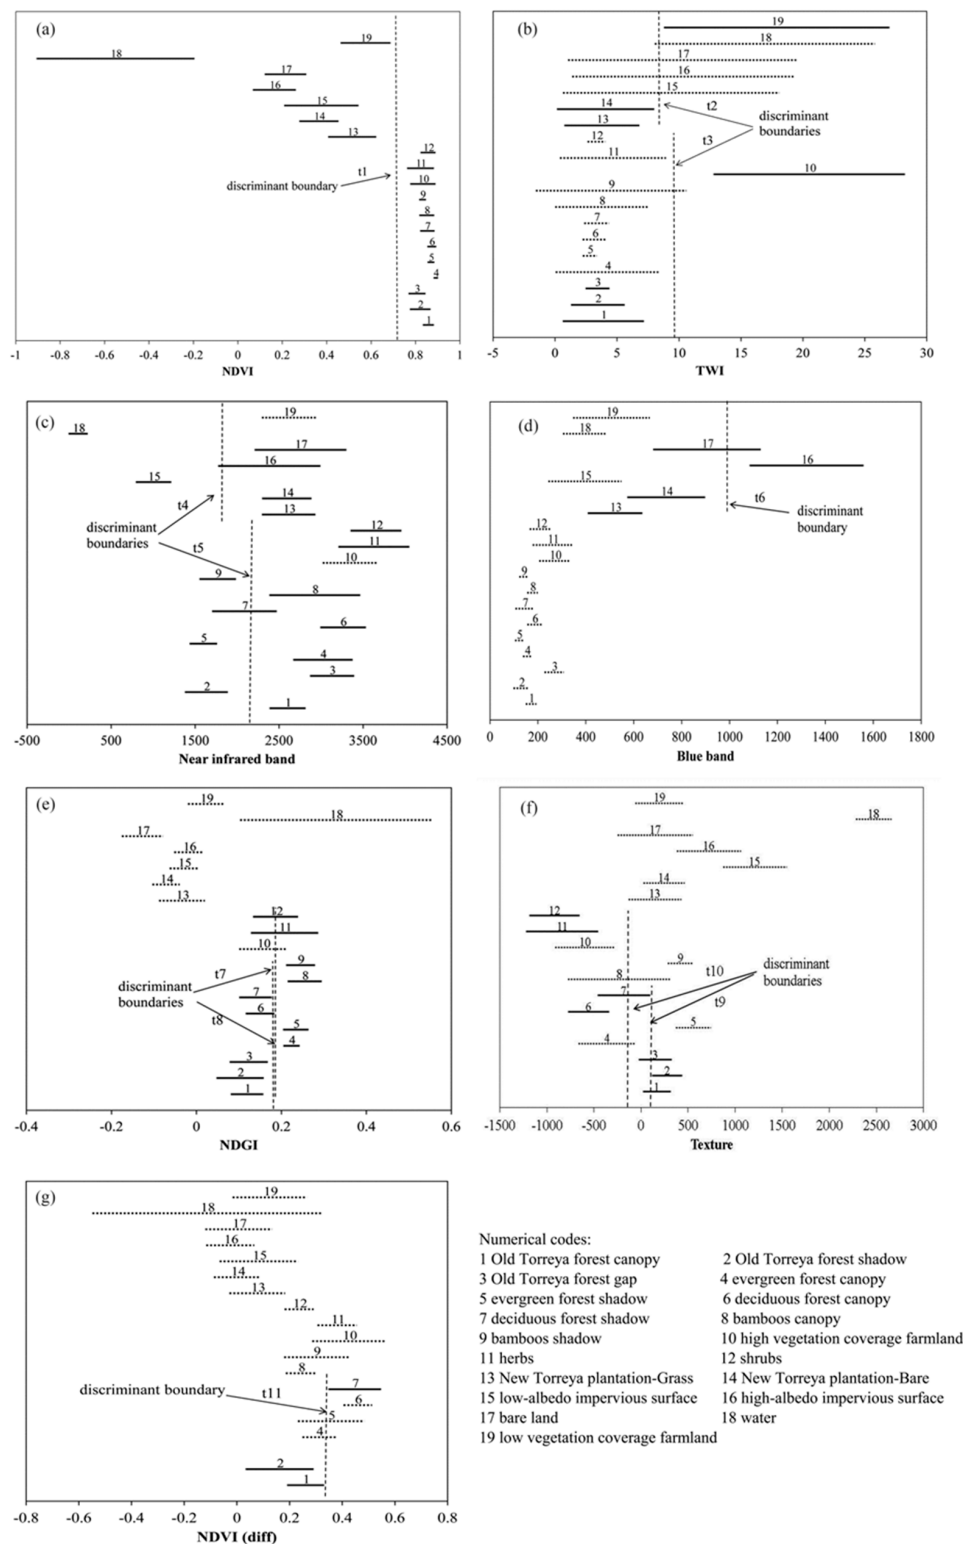 (a)
19
18
17
16
15
14
13
12
11
t1
10
discriminant boundary
9
8
7
6
5
4
3
2
1
-1 -0.8 -0.6 -0.4 -0.2 0 0.2 0.4 0.6 0.8 1
NDVI
(b)
19
18
17
16
15
14
t2
13
discriminant
boundaries
12
t3
11
10
9
8
7
6
5
4
3
2
1
-5 0 5 10 15 20 25 30
TWI
(c)
19
18
17
16
15
14
t4
13
discriminant
boundaries
12
11
t5
10
9
8
7
6
5
4
3
2
1
-500 500 1500 2500 3500 4500
Near infrared band
(d)
19
18
17
16
15
14
t6
13
discriminant
boundary
12
11
10
9
8
7
6
5
4
3
2
1
0 200 400 600 800 1000 1200 1400 1600 1800
Blue band
(e)
19
18
17
16
15
14
13
12
11
10
9
t7
8
discriminant
boundaries
7
6
t8
5
4
3
2
1
-0.4 -0.2 0 0.2 0.4 0.6
NDGI
(f)
19
18
17
16
15
14
13
12
11
10
9
discriminant
boundaries
t10
8
7
t9
6
5
4
3
2
1
-1500 -1000 -500 0 500 1000 1500 2000 2500 3000
Texture
(g)
19
18
17
16
15
14
13
12
11
10
9
8
7
discriminant boundary
t11
6
5
4
2
1
-0.8 -0.6 -0.4 -0.2 0 0.2 0.4 0.6 0.8
NDVI (diff)
Numerical codes:
1 Old Torreya forest canopy 2 Old Torreya forest shadow
3 Old Torreya forest gap 4 evergreen forest canopy
5 evergreen forest shadow 6 deciduous forest canopy
7 deciduous forest shadow 8 bamboos canopy
9 bamboos shadow 10 high vegetation coverage farmland
11 herbs 12 shrubs
13 New Torreya plantation-Grass 14 New Torreya plantation-Bare
15 low-albedo impervious surface 16 high-albedo impervious surface
17 bare land 18 water
19 low vegetation coverage farmland